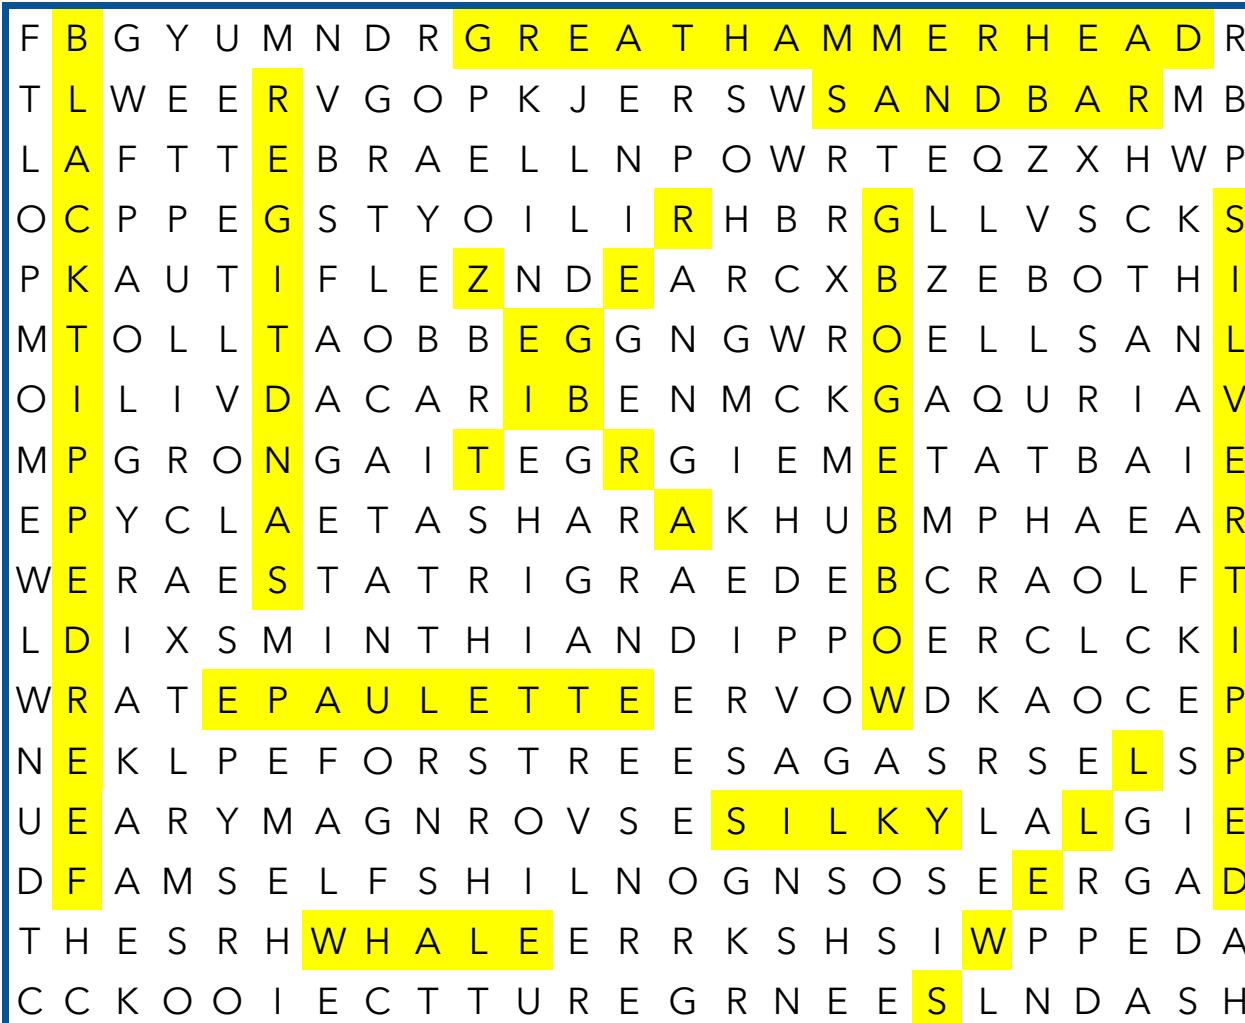 F B G Y U M N D R G R E A T H A M M E R H E A D R
T L W E E R V G O P K J E R S W S A N D B A R M B
L A F T T E B R A E L L N P O W R T E Q Z X H W P
O C P P E G S T Y O I L I R H B R G L L V S C K S
P K A U T I F L E Z N D E A R C X B Z E B O T H I
M T O L L T A O B B E G G N G W R O E L L S A N L
O I L I V D A C A R I B E N M C K G A Q U R I A V
M P G R O N G A I T E G R G I E M E T A T B A I E
E P Y C L A E T A S H A R A K H U B M P H A E A R
W E R A E S T A T R I G R A E D E B C R A O L F T
L D I X S M I N T H I A N D I P P O E R C L C K I
W R A T E P A U L E T T E E R V O W D K A O C E P
N E K L P E F O R S T R E E S A G A S R S E L S P
U E A R Y M A G N R O V S E S I L K Y L A L G I E
D F A M S E L F S H I L N O G N S O S E E R G A D
T H E S R H W H A L E E R R K S H S I W P P E D A
C C K O O I E C T T U R E G R N E E S L N D A S H